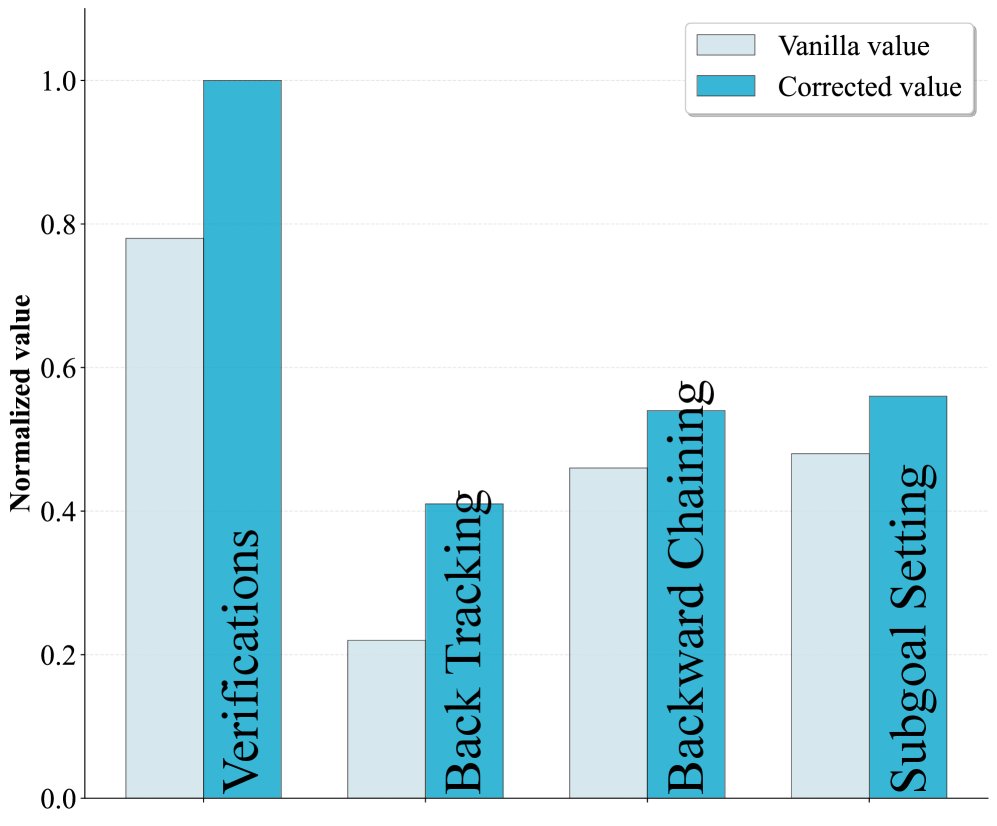 Vanilla value
Corrected value
Normalized value
1.0
0.8
0.6
0.4
0.2
0.0
Verifications
Back Tracking
Backward Chaining
Subgoal Setting